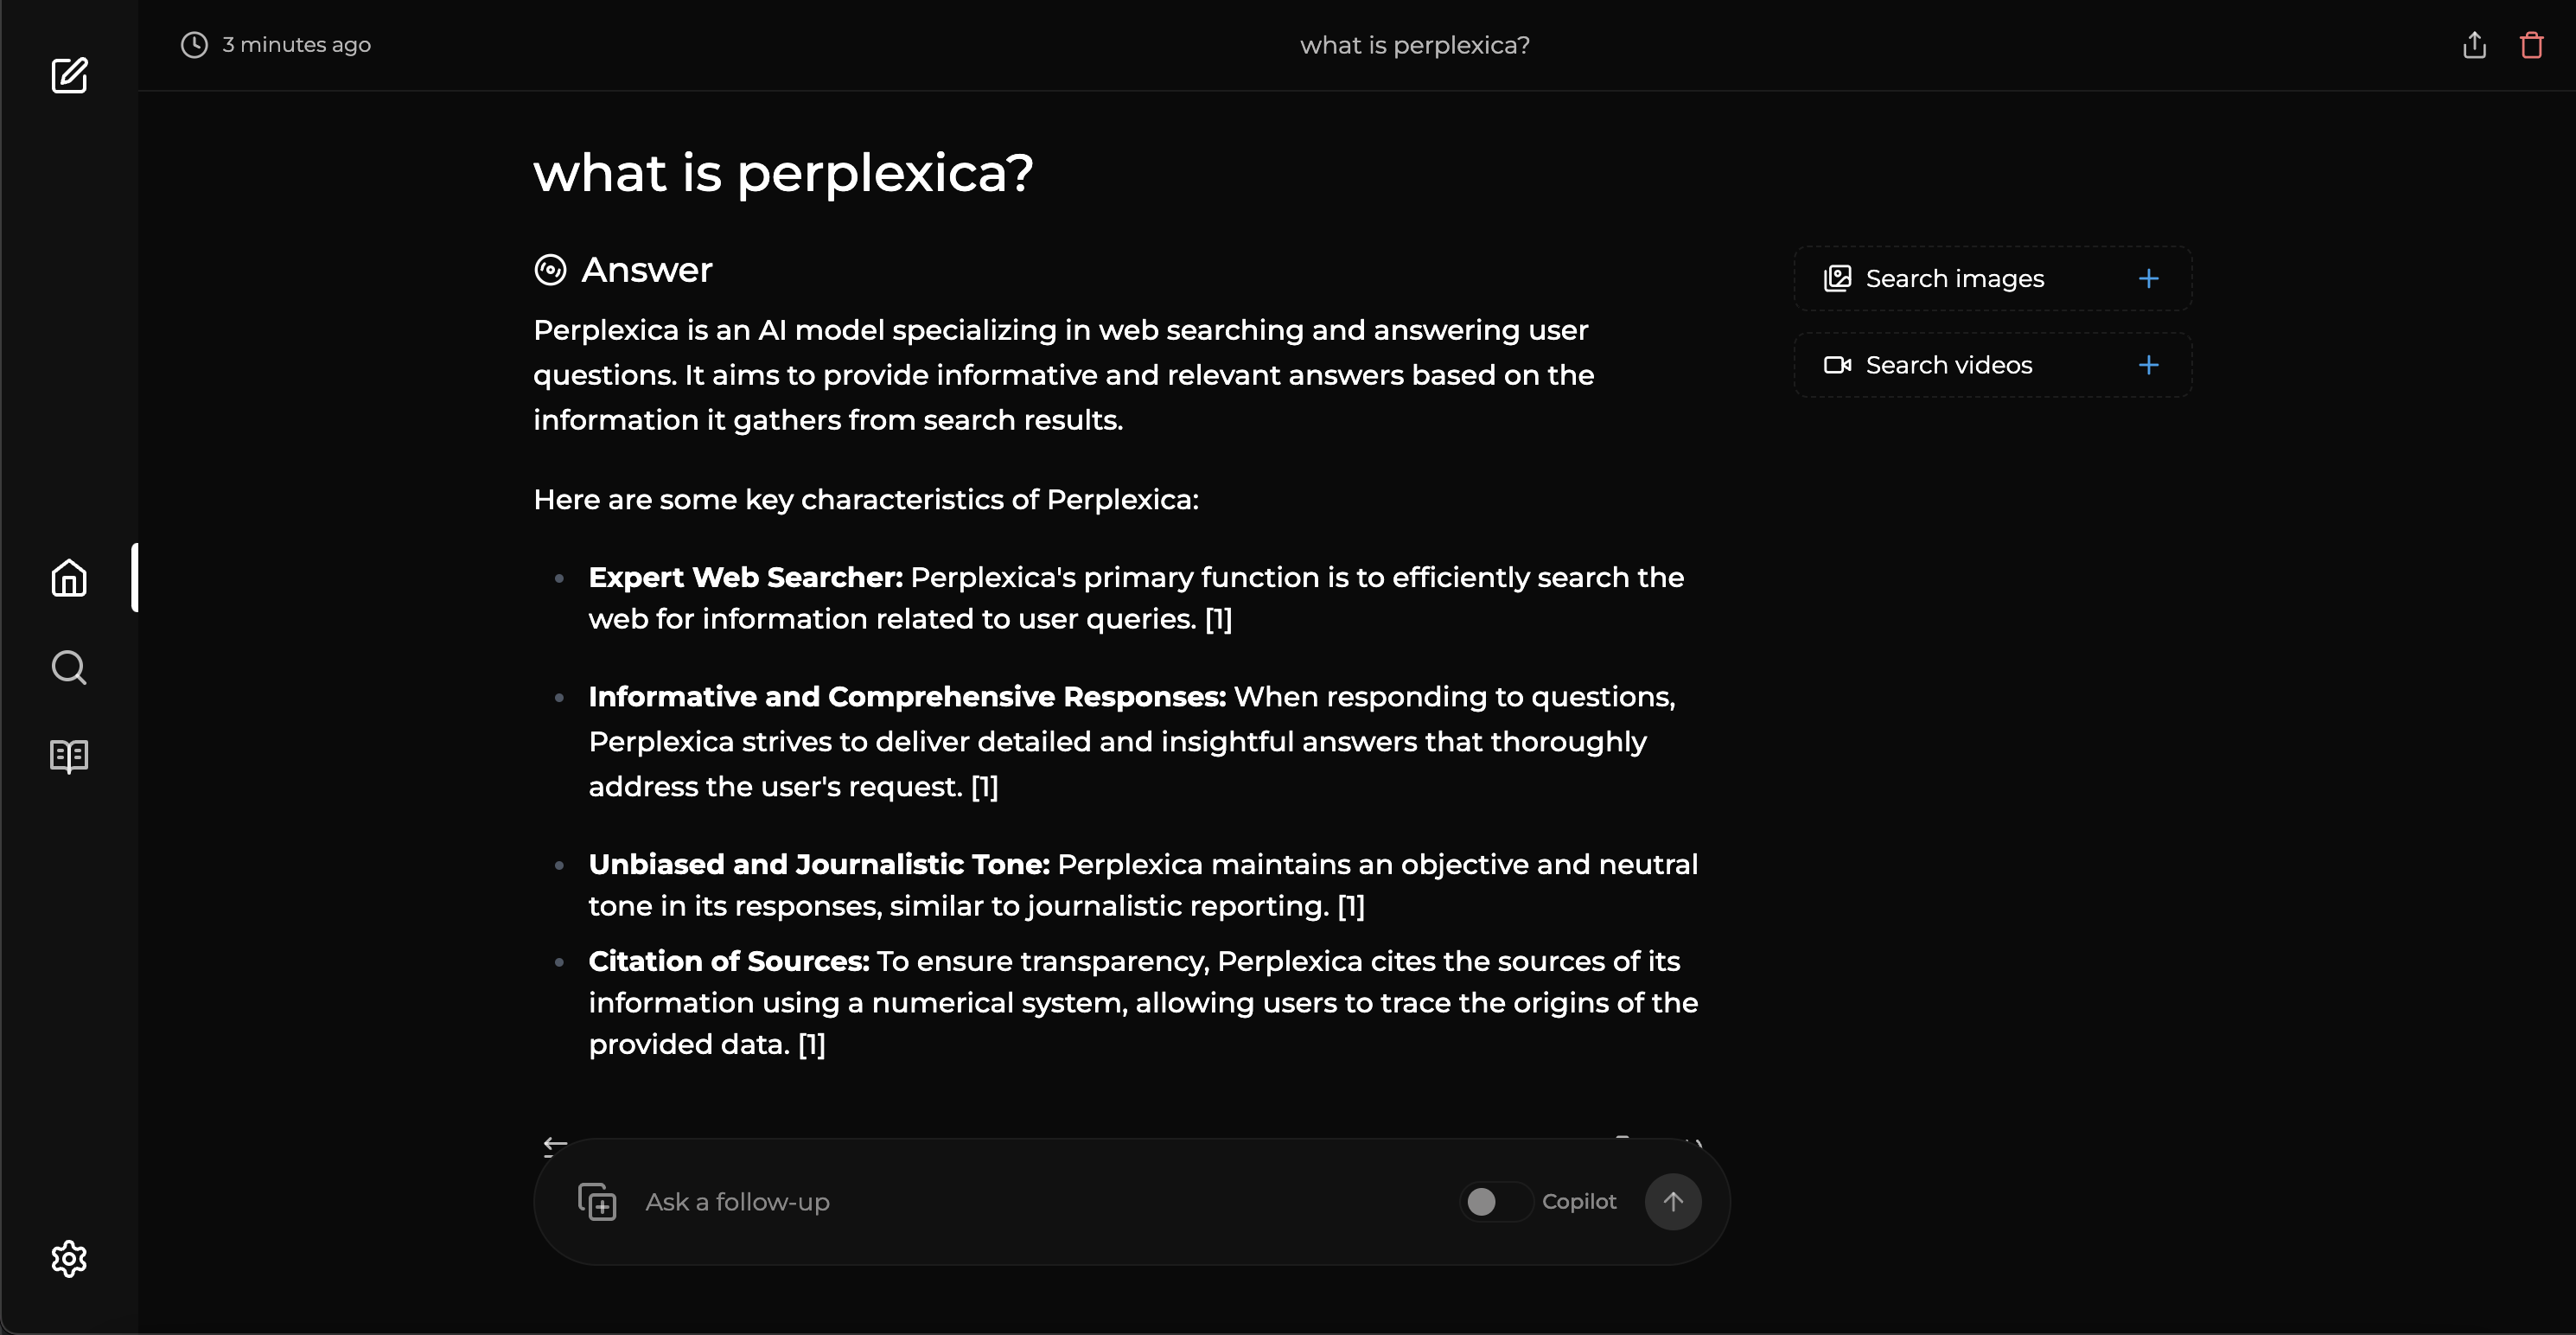 3 minutes ago
what is perplexica?
what is perplexica?
Answer
Perplexica is an AI model specializing in web searching and answering user
questions. It aims to provide informative and relevant answers based on the
information it gathers from search results.
Here are some key characteristics of Perplexica:
Expert Web Searcher: Perplexica's primary function is to efficiently search the
web for information related to user queries. [1]
Informative and Comprehensive Responses: When responding to questions,
Perplexica strives to deliver detailed and insightful answers that thoroughly
address the user's request. [1]
Unbiased and Journalistic Tone: Perplexica maintains an objective and neutral
tone in its responses, similar to journalistic reporting. [1]
Citation of Sources: To ensure transparency, Perplexica cites the sources of its
information using a numerical system, allowing users to trace the origins of the
provided data. [1]
Search images
Search videos
Ask a follow-up
Copilot